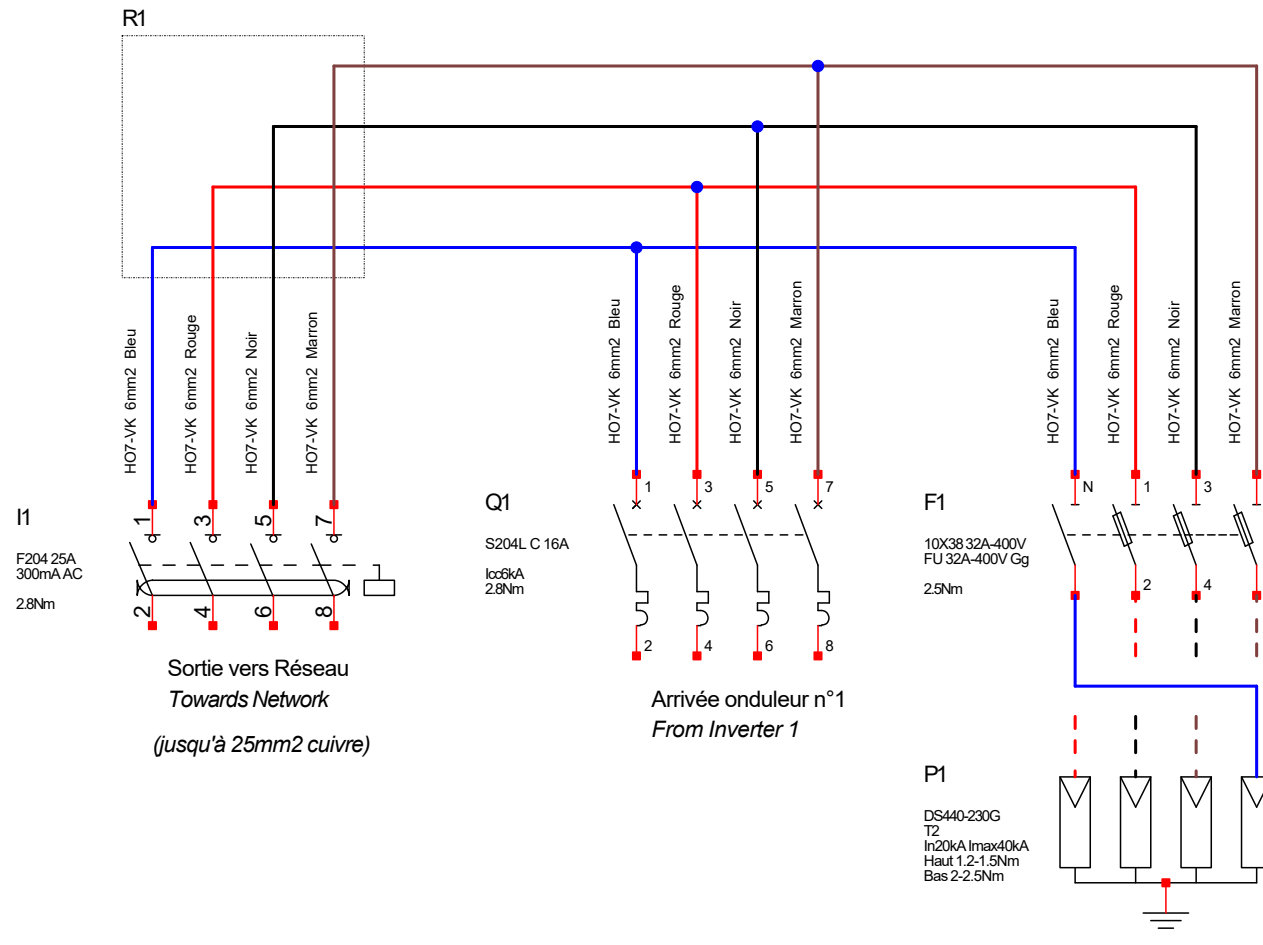 R1
HO7-VK 6mm2 Bleu
HO7-VK 6mm2 Rouge
HO7-VK 6mm2 Noir
HO7-VK 6mm2 Marron
HO7-VK 6mm2 Bleu
HO7-VK 6mm2 Rouge
HO7-VK 6mm2 Noir
HO7-VK 6mm2 Marron
HO7-VK 6mm2 Bleu
HO7-VK 6mm2 Rouge
HO7-VK 6mm2 Noir
HO7-VK 6mm2 Marron
I1
F204 25A
300mA AC
2.8Nm
1 3 5 7
2 4 6 8
Sortie vers Réseau
Towards Network
(jusqu'à 25mm2 cuivre)
Q1
S204L C 16A
Icc6kA
2.8Nm
1 3 5 7
2 4 6 8
Arrivée onduleur n°1
From Inverter 1
F1
10X38 32A-400V
FU 32A-400V Gg
2.5Nm
N 1 3
2 4
P1
DS440-230G
T2
In20kA Imax40kA
Haut 1.2-1.5Nm
Bas 2-2.5Nm